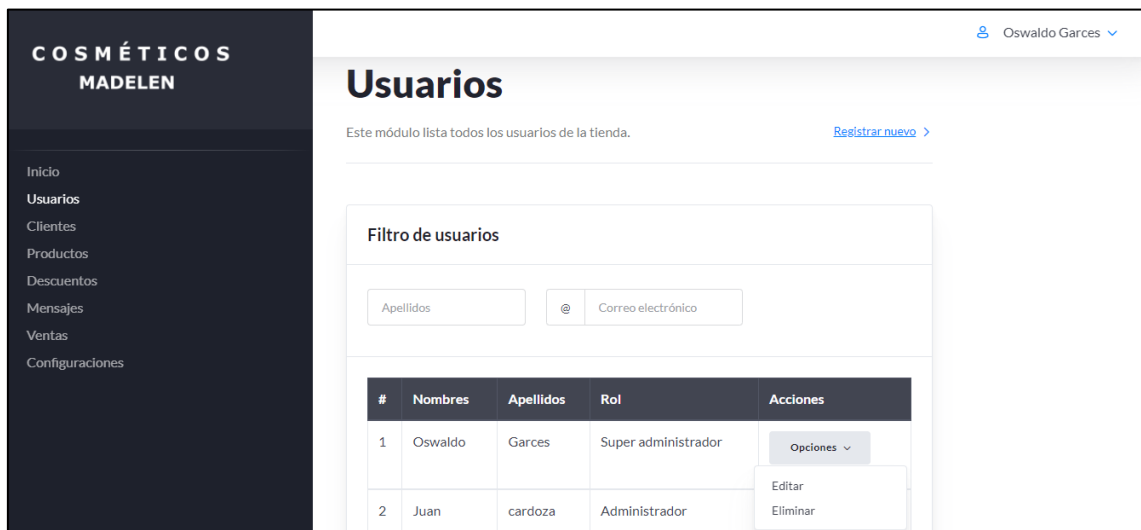 COSMÉTICOS
MADELEN
Inicio
Usuarios
Clientes
Productos
Descuentos
Mensajes
Ventas
Configuraciones
Oswaldo Garces
Usuarios
Este módulo lista todos los usuarios de la tienda.
Registrar nuevo
Filtro de usuarios
Apellidos @ Correo electrónico
# Nombres Apellidos Rol Acciones
1 Oswaldo Garces Super administrador Opciones
Editar
2 Juan cardoza Administrador Eliminar